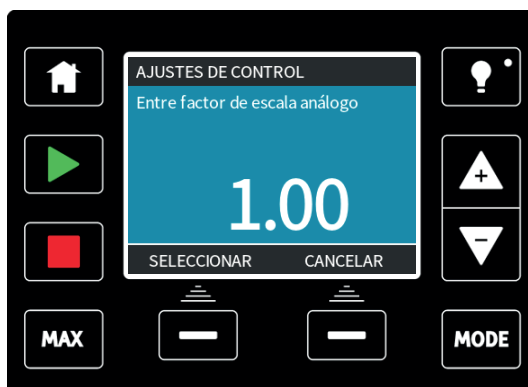 AJUSTES DE CONTROL
Entre factor de escala análogo
1.00
SELECCIONAR CANCELAR
+
−
MAX
MODE